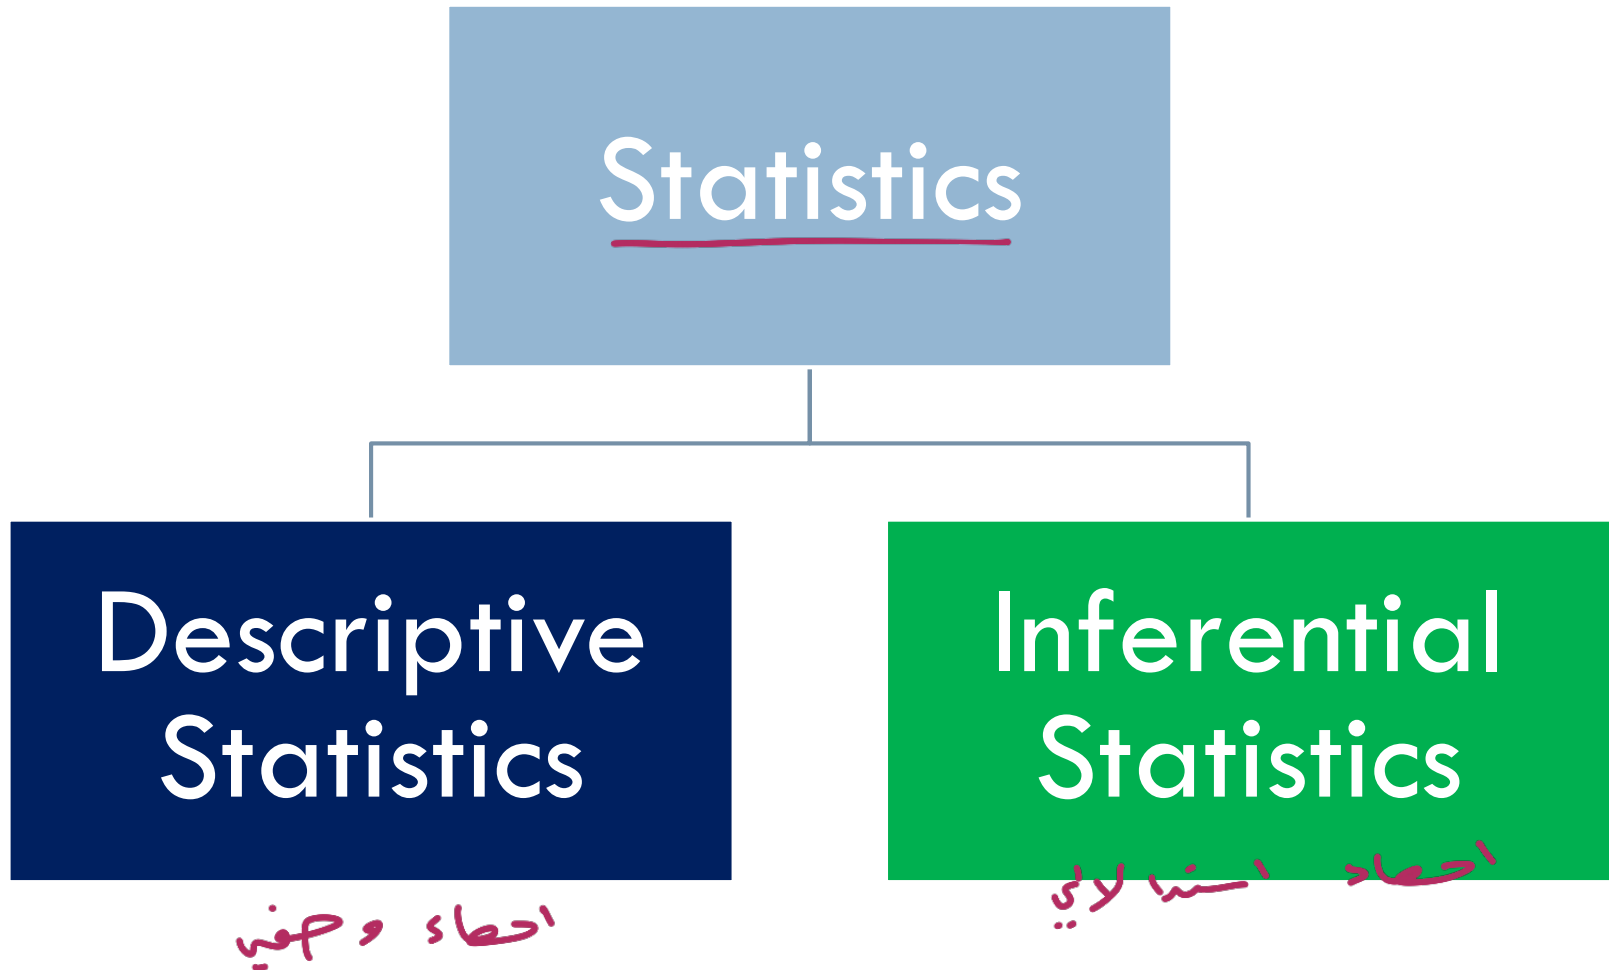 Statistics
Descriptive
Statistics
Inferential
Statistics
احصاء وصفي
احصاء استدلالي